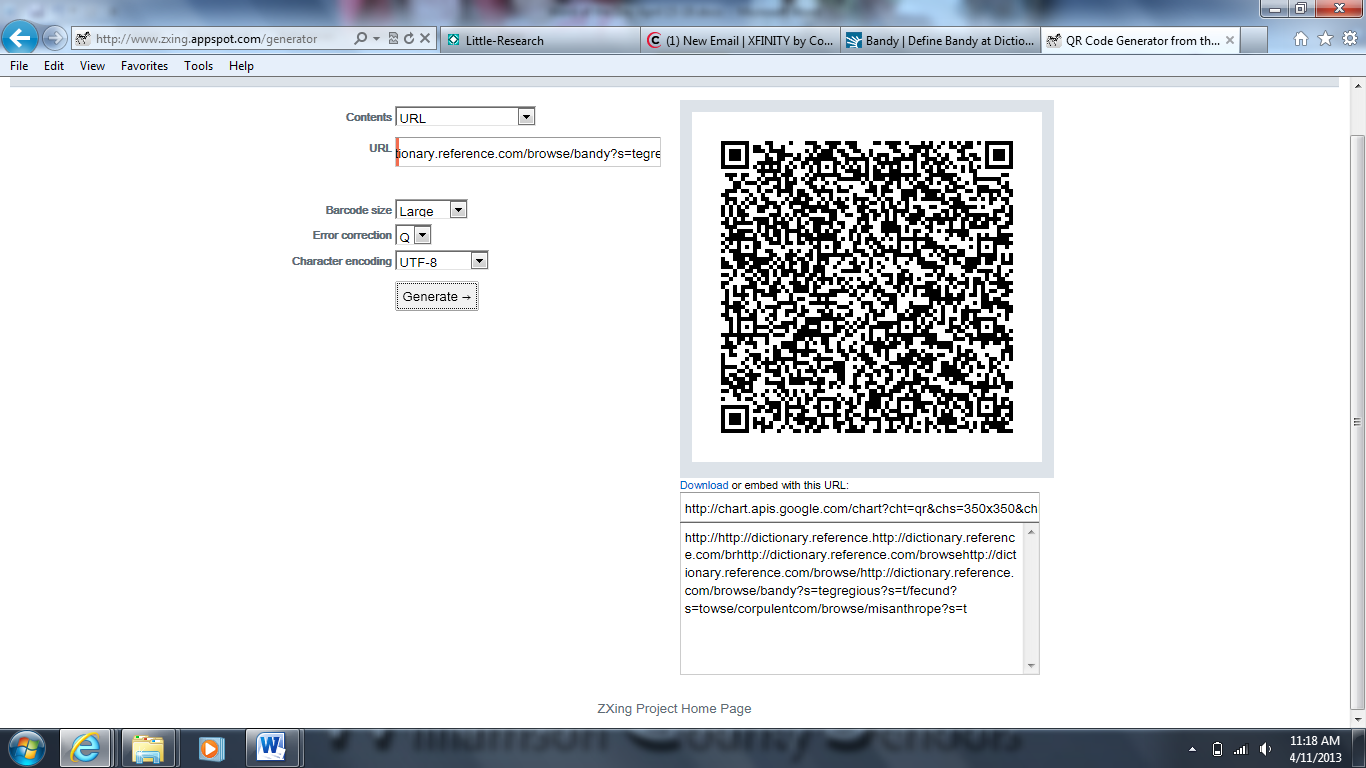 http://www.zxing.appspot.com/generator
Little-Research
(1) New Email | XFINITY by Co...
Bandy | Define Bandy at Dictio...
QR Code Generator from th...
File Edit View Favorites Tools Help
Contents URL
URL tionary.reference.com/browse/bandy?s=tegre
Barcode size Large
Error correction Q
Character encoding UTF-8
Generate →
Download or embed with this URL:
http://chart.apis.google.com/chart?cht=qr&chs=350x350&ch
http://http://dictionary.reference.http://dictionary.referenc
e.com/brhttp://dictionary.reference.com/browsehttp://dict
ionary.reference.com/browse/http://dictionary.reference.
com/browse/bandy?s=tegregious?s=t/fecund?
s=towse/corpulentcom/browse/misanthrope?s=t
ZXing Project Home Page
11:18 AM
4/11/2013